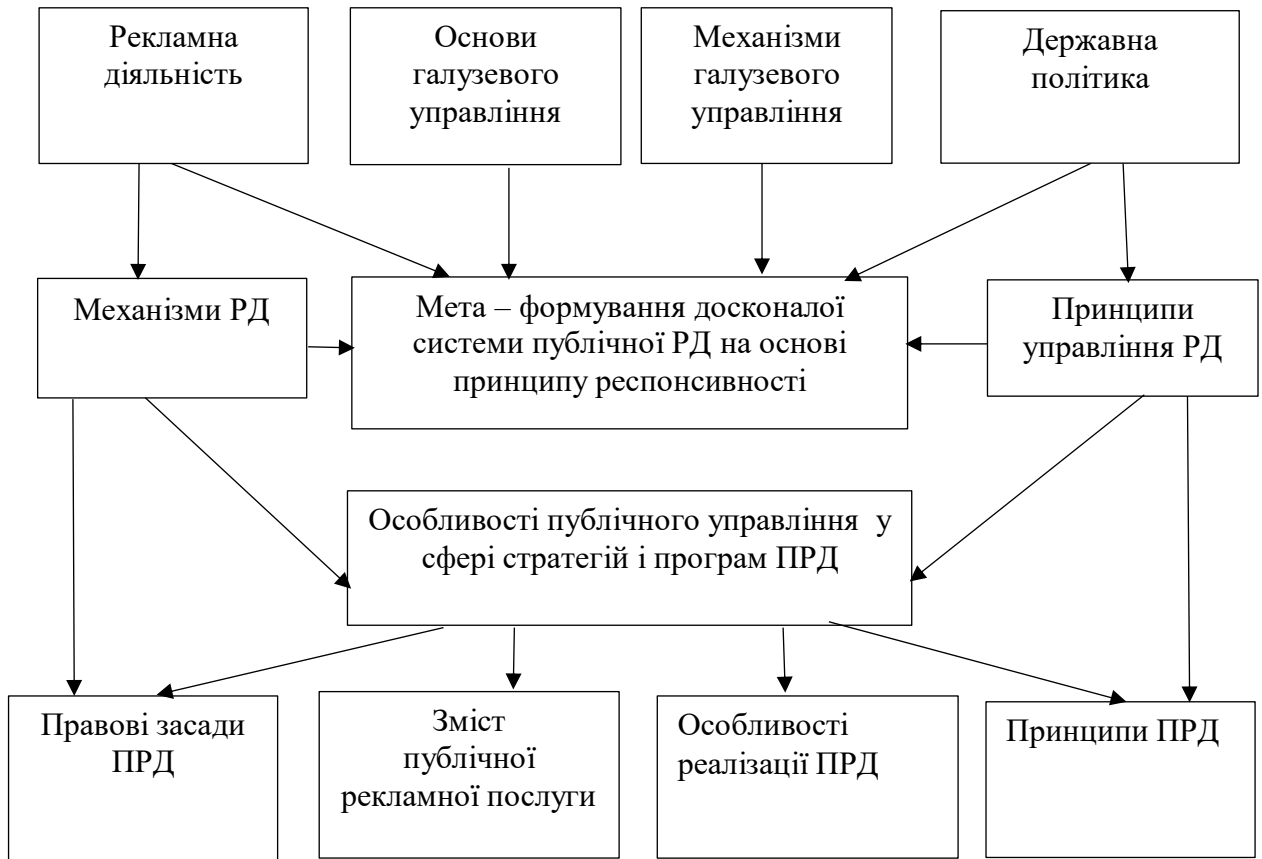 Рекламна
діяльність
Основи
галузевого
управління
Механізми
галузевого
управління
Державна
політика
Механізми РД
Мета – формування досконалої
системи публічної РД на основі
принципу респонсивності
Принципи
управління РД
Особливості публічного управління у
сфері стратегій і програм ПРД
Правові засади
ПРД
Зміст
публічної
рекламної послуги
Особливості
реалізації ПРД
Принципи ПРД